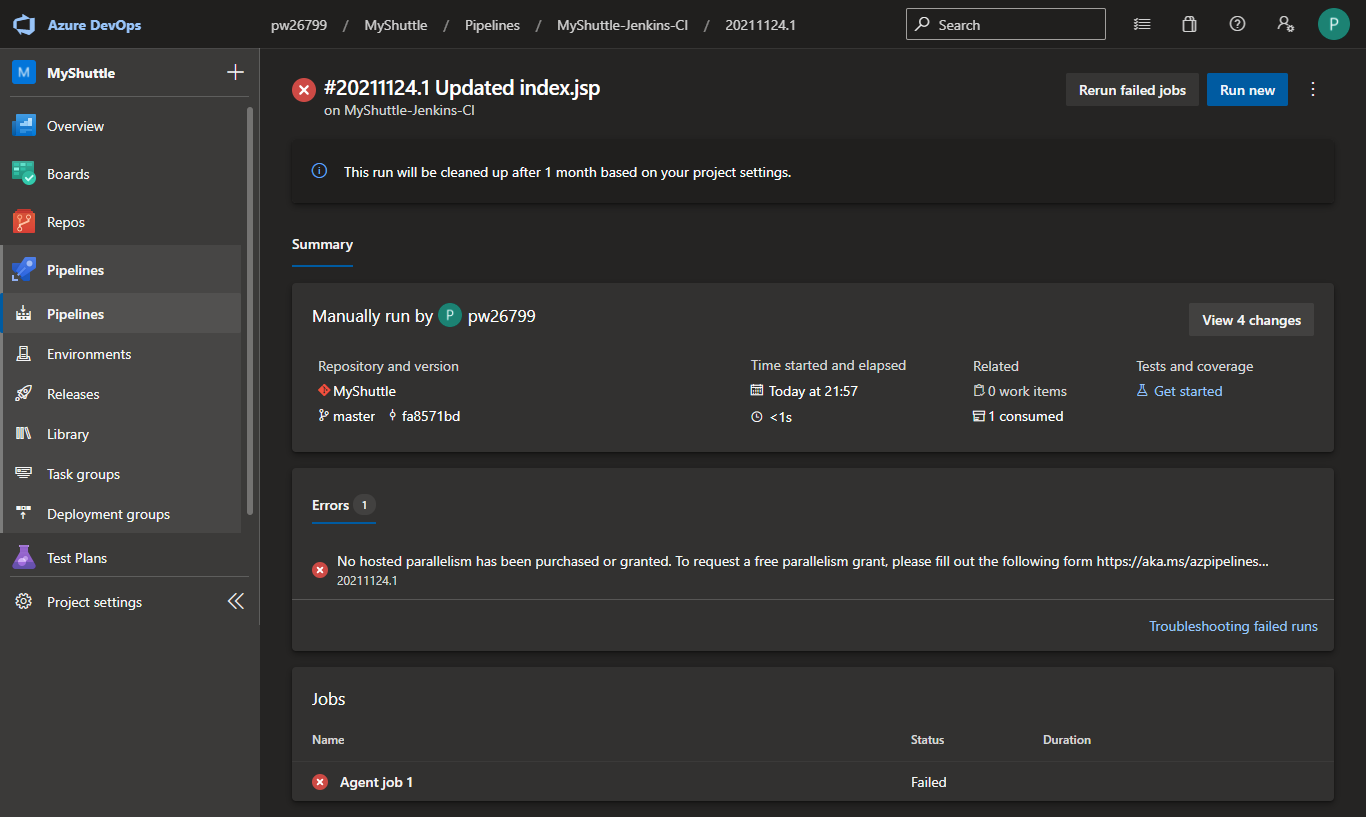 Azure DevOps
pw26799 / MyShuttle / Pipelines / MyShuttle-Jenkins-CI / 20211124.1
Search
P
M MyShuttle
Overview
Boards
Repos
Pipelines
Pipelines
Environments
Releases
Library
Task groups
Deployment groups
Test Plans
Project settings
#20211124.1 Updated index.jsp
on MyShuttle-Jenkins-CI
Rerun failed jobs
Run new
This run will be cleaned up after 1 month based on your project settings.
Summary
Manually run by P pw26799
View 4 changes
Repository and version
MyShuttle
master fa8571bd
Time started and elapsed
Today at 21:57
<1s
Related
0 work items
1 consumed
Tests and coverage
Get started
Errors 1
No hosted parallelism has been purchased or granted. To request a free parallelism grant, please fill out the following form https://aka.ms/azpipelines...
20211124.1
Troubleshooting failed runs
Jobs
Name Status Duration
Agent job 1 Failed